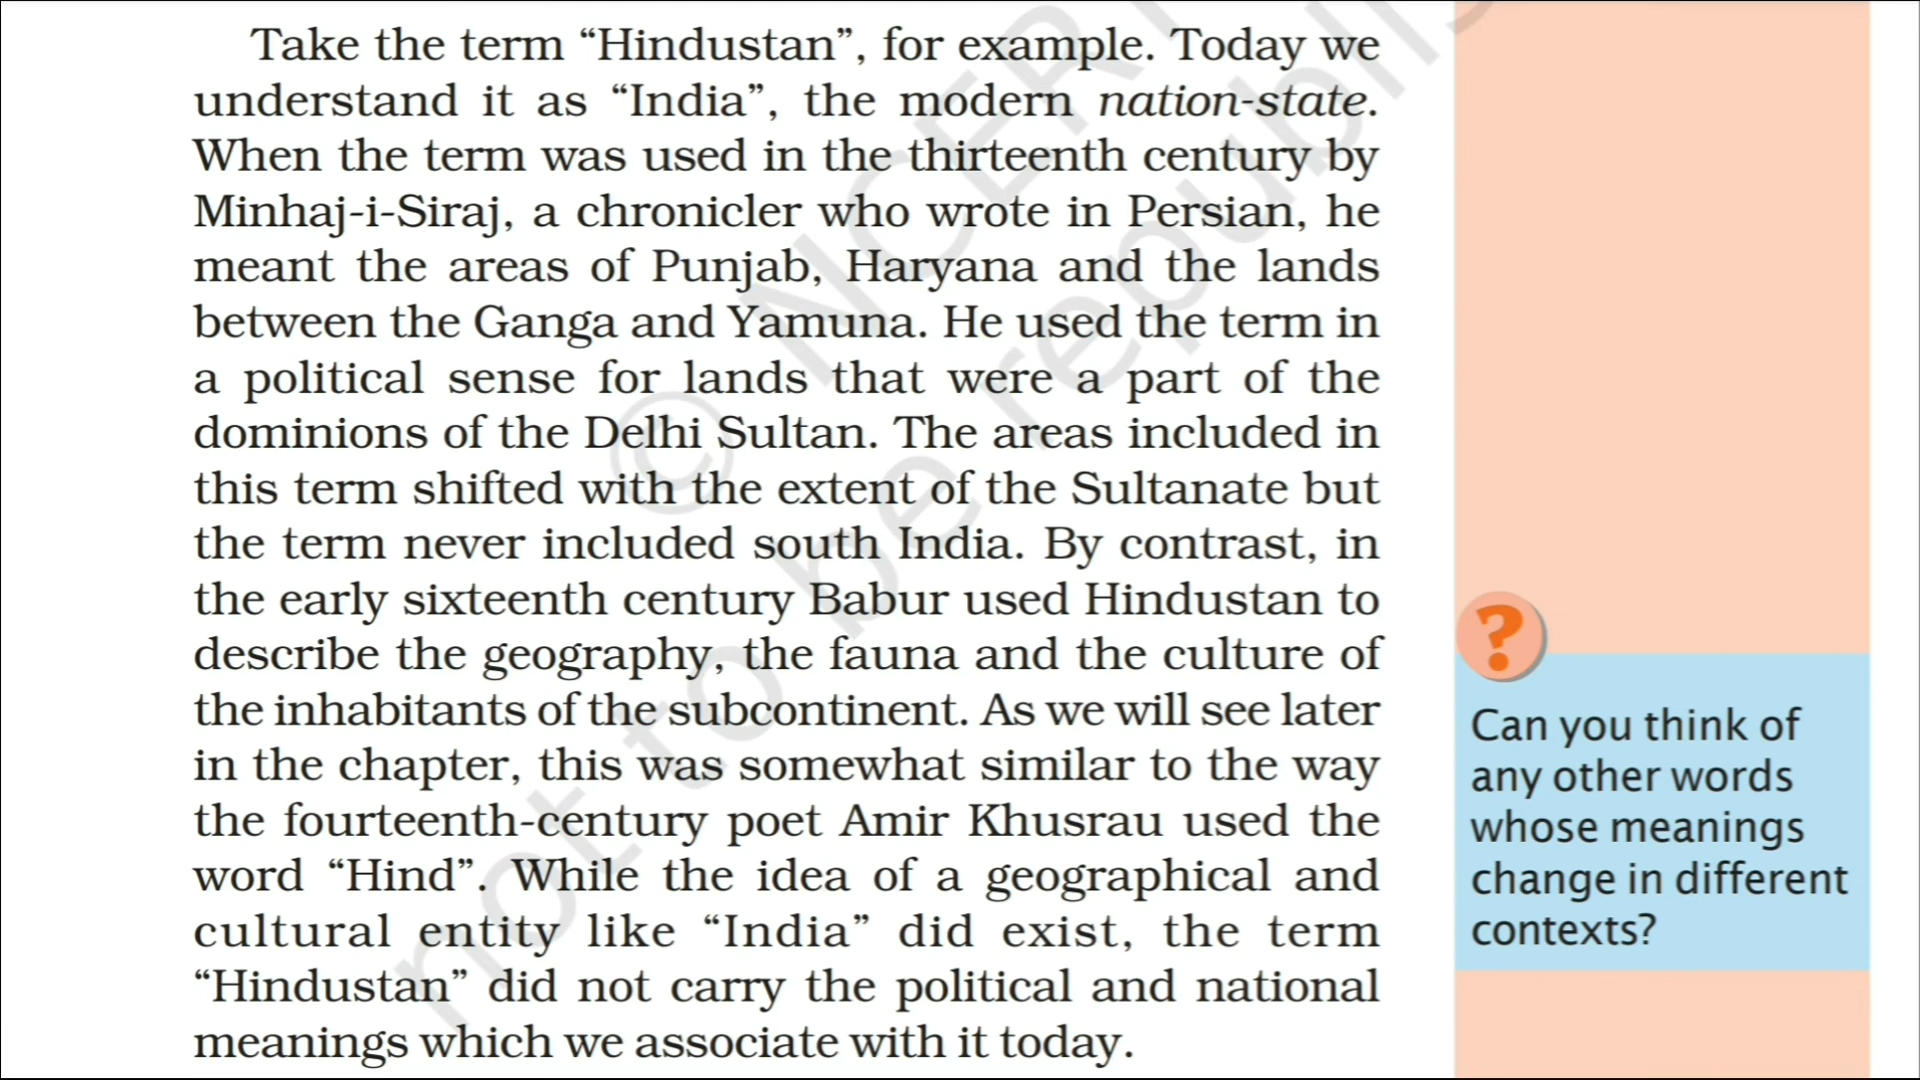 Take the term “Hindustan”, for example. Today we
understand it as “India”, the modern nation-state.
When the term was used in the thirteenth century by
Minhaj-i-Siraj, a chronicler who wrote in Persian, he
meant the areas of Punjab, Haryana and the lands
between the Ganga and Yamuna. He used the term in
a political sense for lands that were a part of the
dominions of the Delhi Sultan. The areas included in
this term shifted with the extent of the Sultanate but
the term never included south India. By contrast, in
the early sixteenth century Babur used Hindustan to
describe the geography, the fauna and the culture of
the inhabitants of the subcontinent. As we will see later
in the chapter, this was somewhat similar to the way
the fourteenth-century poet Amir Khusrau used the
word “Hind”. While the idea of a geographical and
cultural entity like “India” did exist, the term
“Hindustan” did not carry the political and national
meanings which we associate with it today.
?
Can you think of
any other words
whose meanings
change in different
contexts?
© NCER
not to be republis